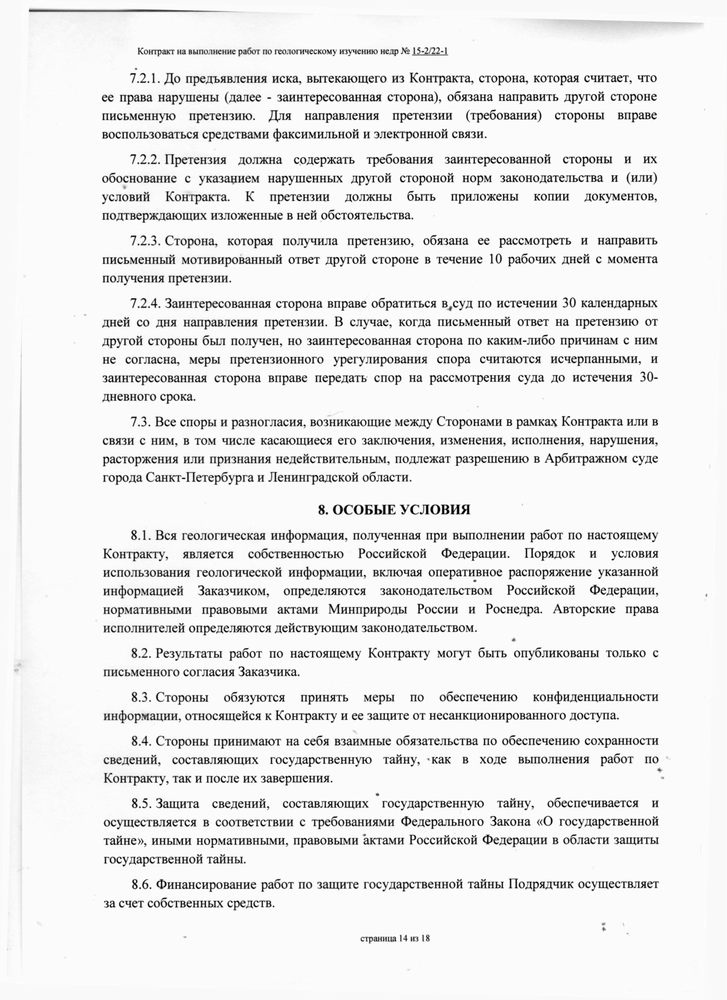 Контракт на выполнение работ по геологическому изучению недр № 15-2/22-1
7.2.1. До предъявления иска, вытекающего из Контракта, сторона, которая считает, что
ее права нарушены (далее - заинтересованная сторона), обязана направить другой стороне
письменную претензию. Для направления претензии (требования) стороны вправе
воспользоваться средствами факсимильной и электронной связи.
7.2.2. Претензия должна содержать требования заинтересованной стороны и их
обоснование с указанием нарушенных другой стороной норм законодательства и (или)
условий Контракта. К претензии должны быть приложены копии документов,
подтверждающих изложенные в ней обстоятельства.
7.2.3. Сторона, которая получила претензию, обязана ее рассмотреть и направить
письменный мотивированный ответ другой стороне в течение 10 рабочих дней с момента
получения претензии.
7.2.4. Заинтересованная сторона вправе обратиться в суд по истечении 30 календарных
дней со дня направления претензии. В случае, когда письменный ответ на претензию от
другой стороны был получен, но заинтересованная сторона по каким-либо причинам с ним
не согласна, меры претензионного урегулирования спора считаются исчерпанными, и
заинтересованная сторона вправе передать спор на рассмотрения суда до истечения 30-
дневного срока.
7.3. Все споры и разногласия, возникающие между Сторонами в рамках Контракта или в
связи с ним, в том числе касающиеся его заключения, изменения, исполнения, нарушения,
расторжения или признания недействительным, подлежат разрешению в Арбитражном суде
города Санкт-Петербурга и Ленинградской области.
8. ОСОБЫЕ УСЛОВИЯ
8.1. Вся геологическая информация, полученная при выполнении работ по настоящему
Контракту, является собственностью Российской Федерации. Порядок и условия
использования геологической информации, включая оперативное распоряжение указанной
информацией Заказчиком, определяются законодательством Российской Федерации,
нормативными правовыми актами Минприроды России и Роснедра. Авторские права
исполнителей определяются действующим законодательством.
8.2. Результаты работ по настоящему Контракту могут быть опубликованы только с
письменного согласия Заказчика.
8.3. Стороны обязуются принять меры по обеспечению конфиденциальности
информации, относящейся к Контракту и ее защите от несанкционированного доступа.
8.4. Стороны принимают на себя взаимные обязательства по обеспечению сохранности
сведений, составляющих государственную тайну, как в ходе выполнения работ по
Контракту, так и после их завершения.
8.5. Защита сведений, составляющих государственную тайну, обеспечивается и
осуществляется в соответствии с требованиями Федерального Закона «О государственной
тайне», иными нормативными, правовыми актами Российской Федерации в области защиты
государственной тайны.
8.6. Финансирование работ по защите государственной тайны Подрядчик осуществляет
за счет собственных средств.
страница 14 из 18